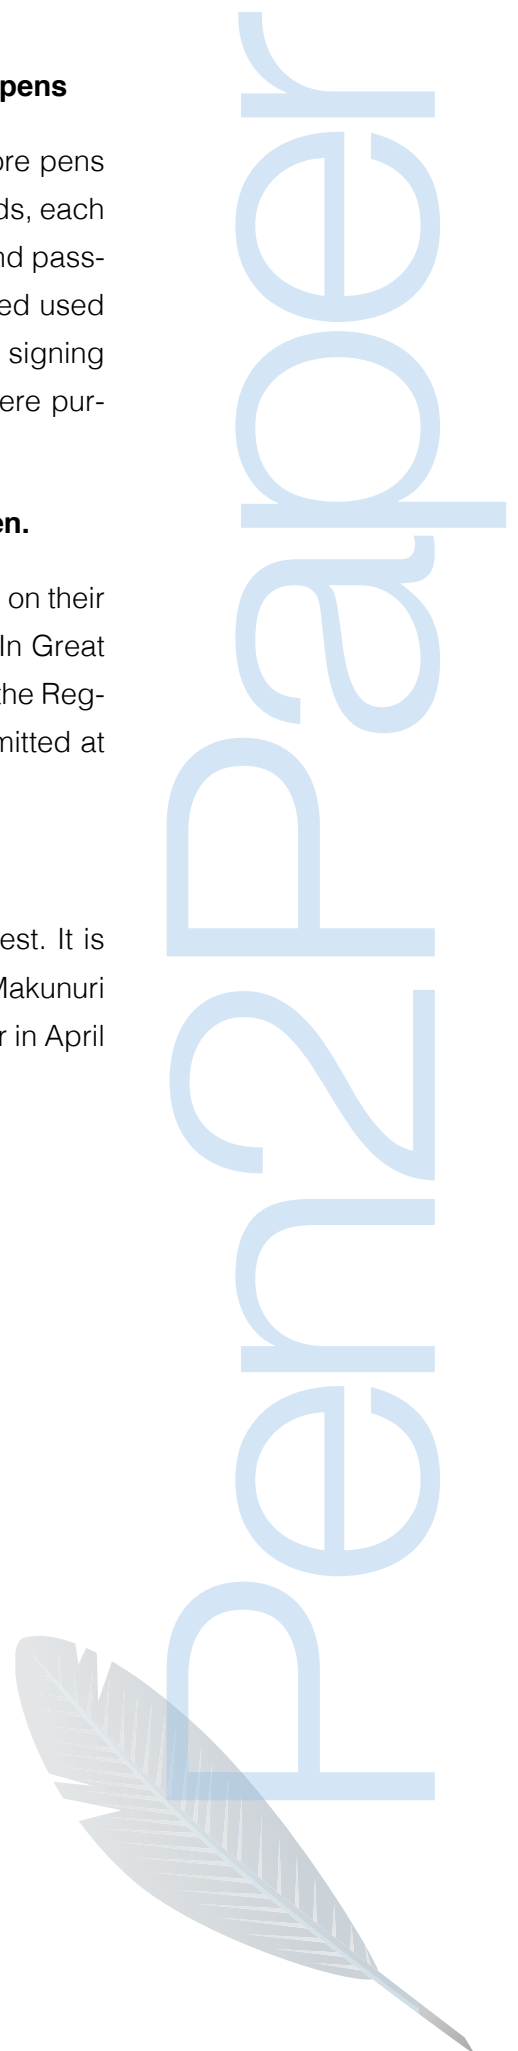 pens
ore pens
ds, each
nd pass-
ed used
signing
ere pur-
en.
on their
In Great
the Reg-
mitted at
est. It is
Makunuri
r in April
Pen2Paper